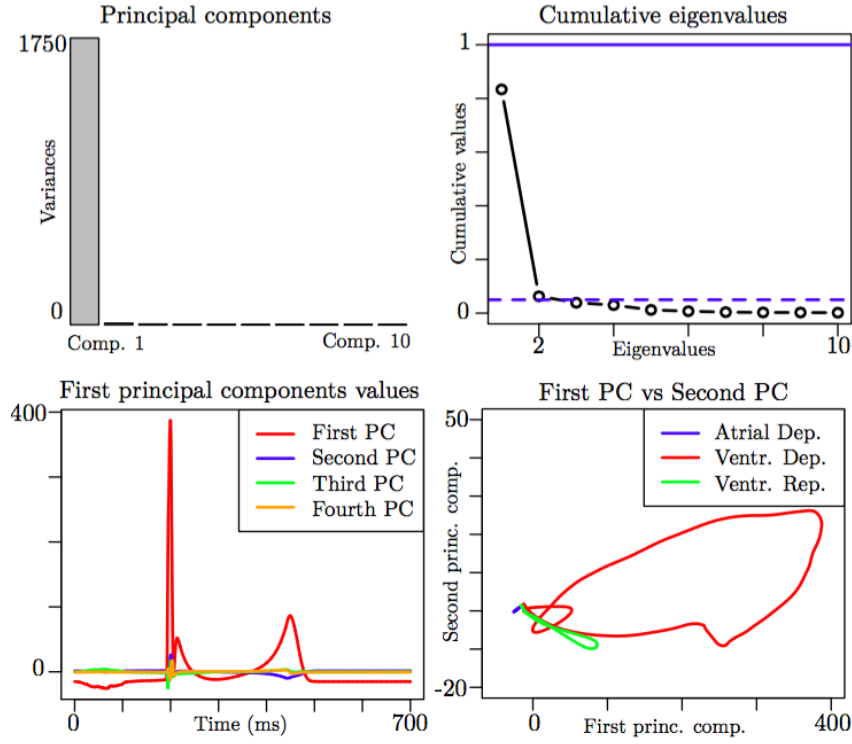 Principal components
1750
Variances
0
Comp. 1
Comp. 10
Cumulative eigenvalues
1
Cumulative values
0
2
10
Eigenvalues
First principal components values
400
0
First PC
Second PC
Third PC
Fourth PC
0
Time (ms)
700
First PC vs Second PC
50
Second princ. comp.
-20
Atrial Dep.
Ventr. Dep.
Ventr. Rep.
0
First princ. comp.
400